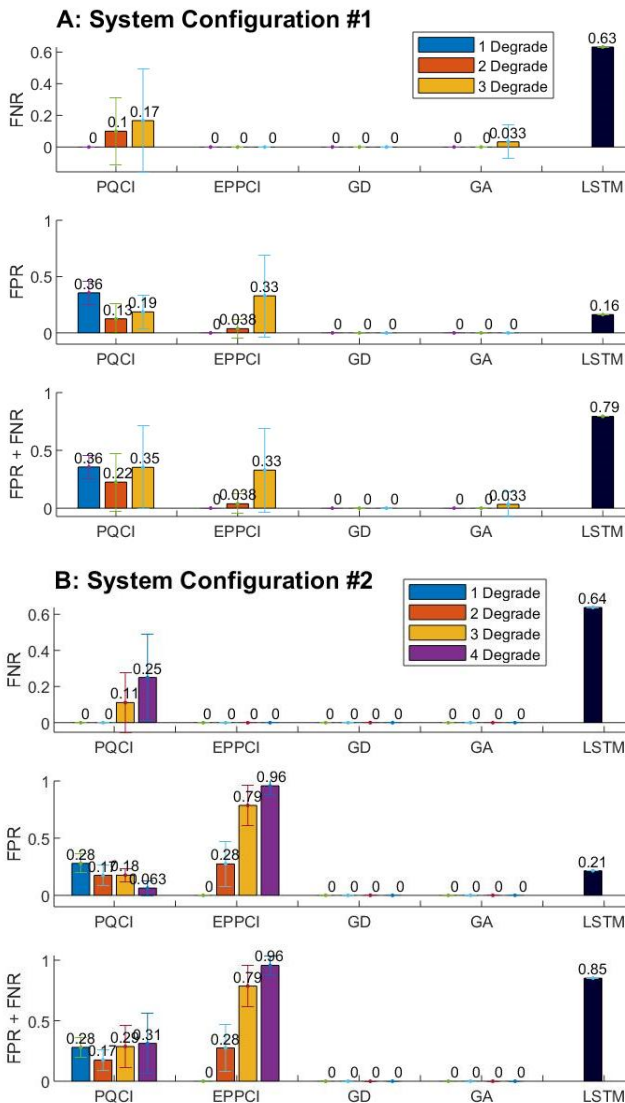 A: System Configuration #1
1 Degrade
2 Degrade
3 Degrade
FNR
0.6
0.4
0.2
0
0 0.1 0.17
0 0 0
0 0 0
0 0 0.033
0.63
PQCI EPPCI GD GA LSTM
FPR
1
0.5
0
0.36 0.13 0.19
0 0.038 0.33
0 0 0
0 0 0
0.16
PQCI EPPCI GD GA LSTM
FPR + FNR
1
0.5
0
0.36 0.22 0.35
0 0.038 0.33
0 0 0
0 0 0.033
0.79
PQCI EPPCI GD GA LSTM
B: System Configuration #2
1 Degrade
2 Degrade
3 Degrade
4 Degrade
FNR
0.6
0.4
0.2
0
0 0 0.11 0.25
0 0 0 0
0 0 0 0
0 0 0 0
0.64
PQCI EPPCI GD GA LSTM
FPR
1
0.5
0
0.28 0.17 0.18 0.063
0 0.28 0.79 0.96
0 0 0 0
0 0 0 0
0.21
PQCI EPPCI GD GA LSTM
FPR + FNR
1
0.5
0
0.28 0.17 0.29 0.31
0 0.28 0.79 0.96
0 0 0 0
0 0 0 0
0.85
PQCI EPPCI GD GA LSTM